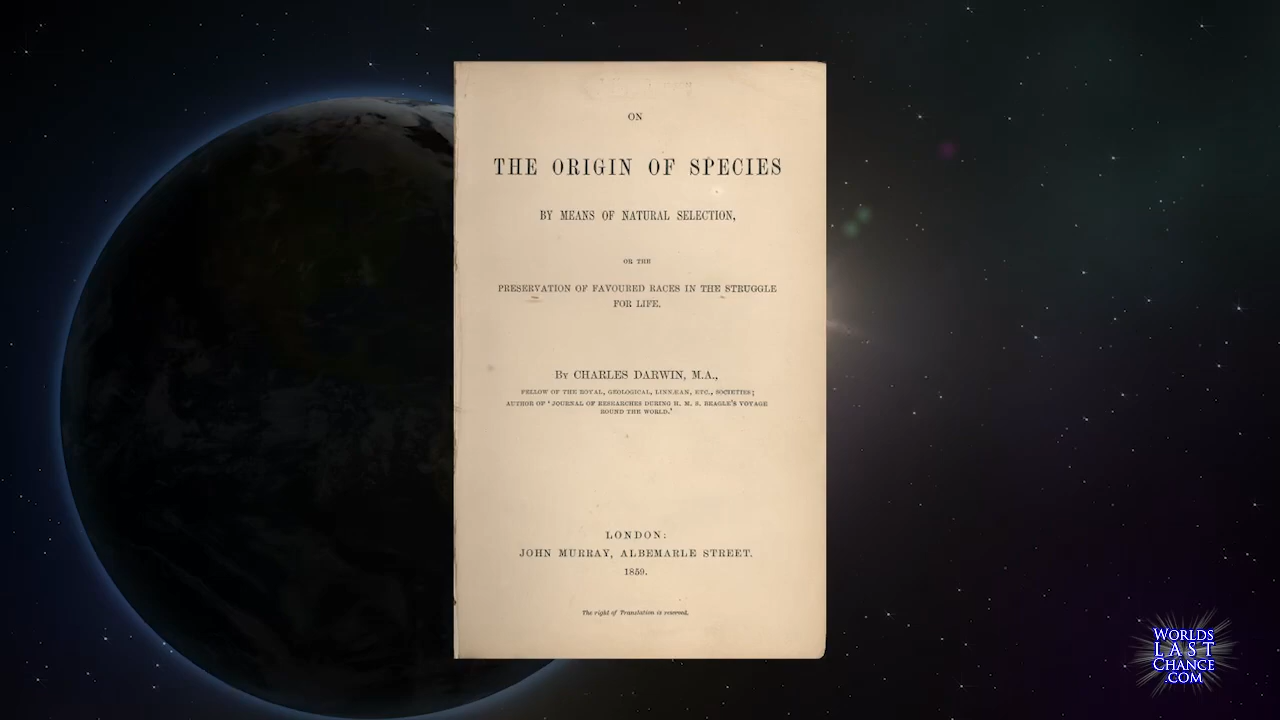 ON
THE ORIGIN OF SPECIES
BY MEANS OF NATURAL SELECTION,
OR THE
PRESERVATION OF FAVOURED RACES IN THE STRUGGLE
FOR LIFE.
BY CHARLES DARWIN, M.A.,
FELLOW OF THE ROYAL, GEOLOGICAL, LINNÆAN, ETC., SOCIETIES;
AUTHOR OF 'JOURNAL OF RESEARCHES DURING H. M. S. BEAGLE'S VOYAGE
ROUND THE WORLD.'
LONDON:
JOHN MURRAY, ALBEMARLE STREET.
1859.
The right of Translation is reserved.
WORLDS
LAST
CHANCE
.COM